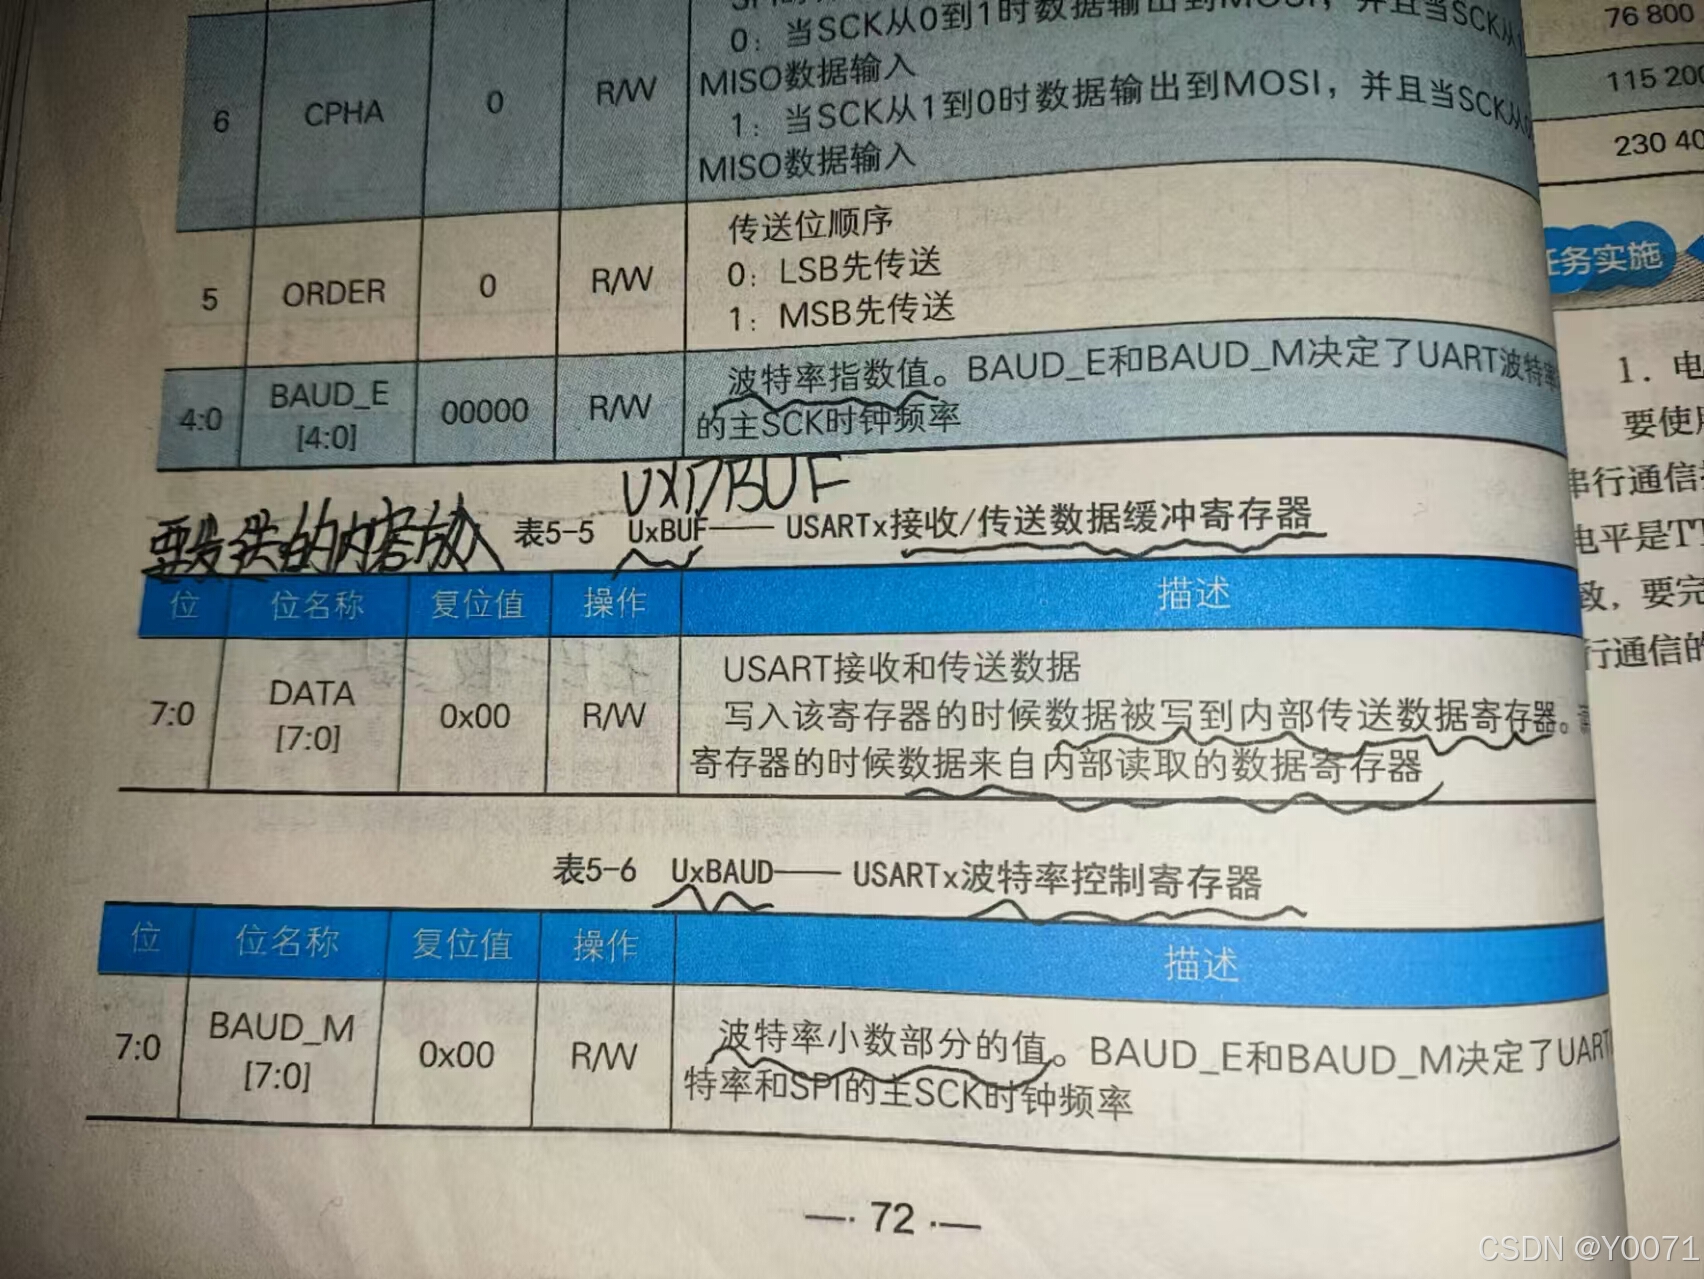 0：当SCK从0到1时数据输出到MOSI，并且当SCK从
MISO数据输入
1：当SCK从1到0时数据输出到MOSI，并且当SCK从
MISO数据输入
6 CPHA 0 R/W
传送位顺序
0：LSB先传送
1：MSB先传送
5 ORDER 0 R/W
4:0 BAUD_E [4:0] 00000 R/W 波特率指数值。BAUD_E和BAUD_M决定了UART波特率
的主SCK时钟频率
UXDBUF
要发送的内容放入
表5-5 UxBUF—— USARTx接收/传送数据缓冲寄存器
位 位名称 复位值 操作 描述
USART接收和传送数据
7:0 DATA [7:0] 0x00 R/W 写入该寄存器的时候数据被写到内部传送数据寄存器。
寄存器的时候数据来自内部读取的数据寄存器
表5-6 UxBAUD—— USARTx波特率控制寄存器
位 位名称 复位值 操作 描述
7:0 BAUD_M [7:0] 0x00 R/W 波特率小数部分的值。BAUD_E和BAUD_M决定了UART
特率和SPI的主SCK时钟频率
—·72·—
76 800
115 200
230 40
任务实施
1．电
要使用
串行通信
电平是TT
致，要完
行通信的
CSDN @Y0071